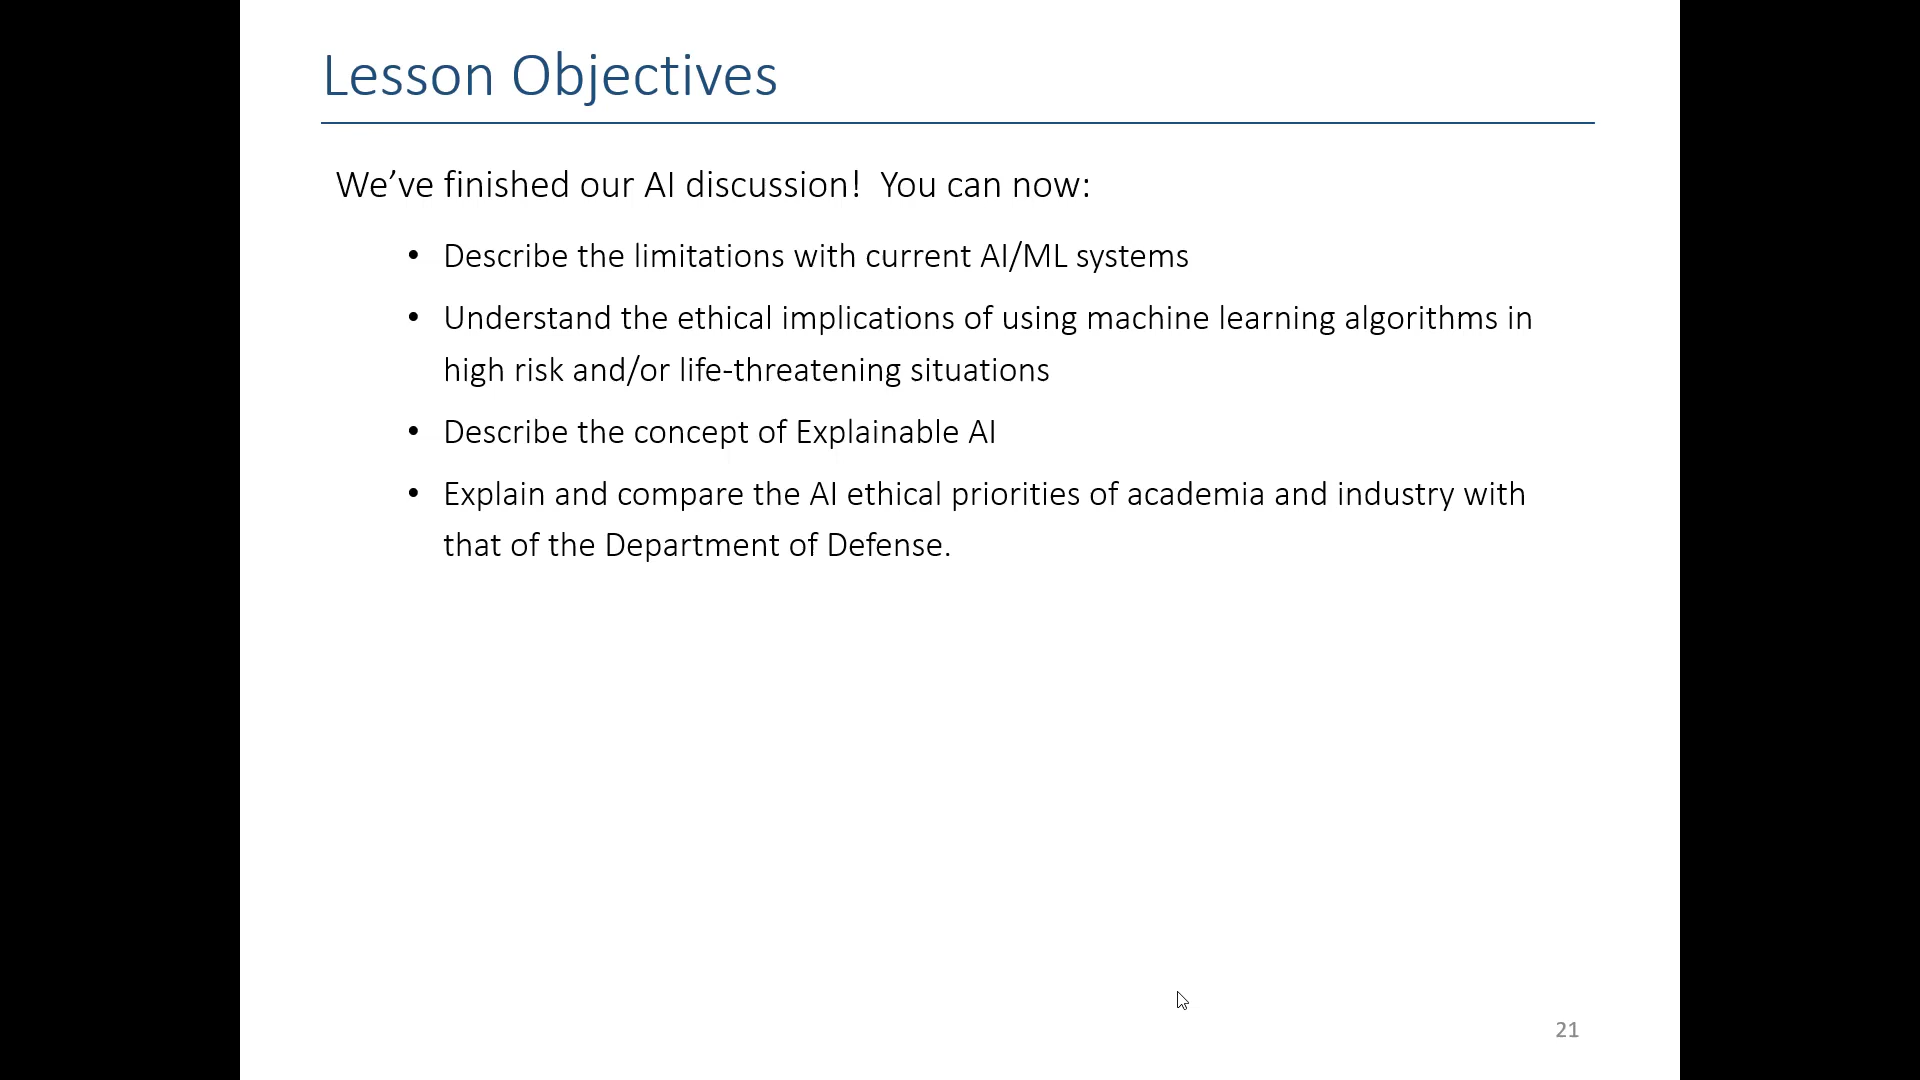 Lesson Objectives
We’ve finished our AI discussion!  You can now:
• Describe the limitations with current AI/ML systems
• Understand the ethical implications of using machine learning algorithms in
high risk and/or life-threatening situations
• Describe the concept of Explainable AI
• Explain and compare the AI ethical priorities of academia and industry with
that of the Department of Defense.
21